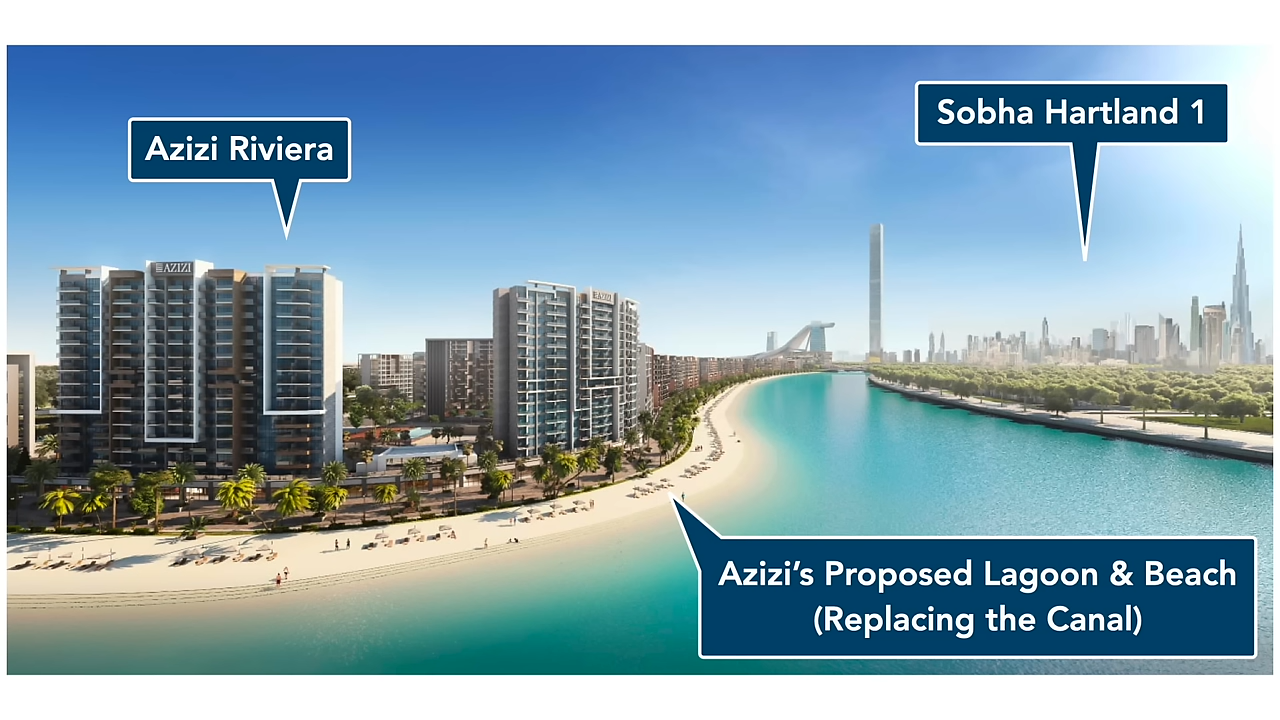 Sobha Hartland 1
Azizi Riviera
AZIZI
AZIZI
Azizi's Proposed Lagoon & Beach
(Replacing the Canal)